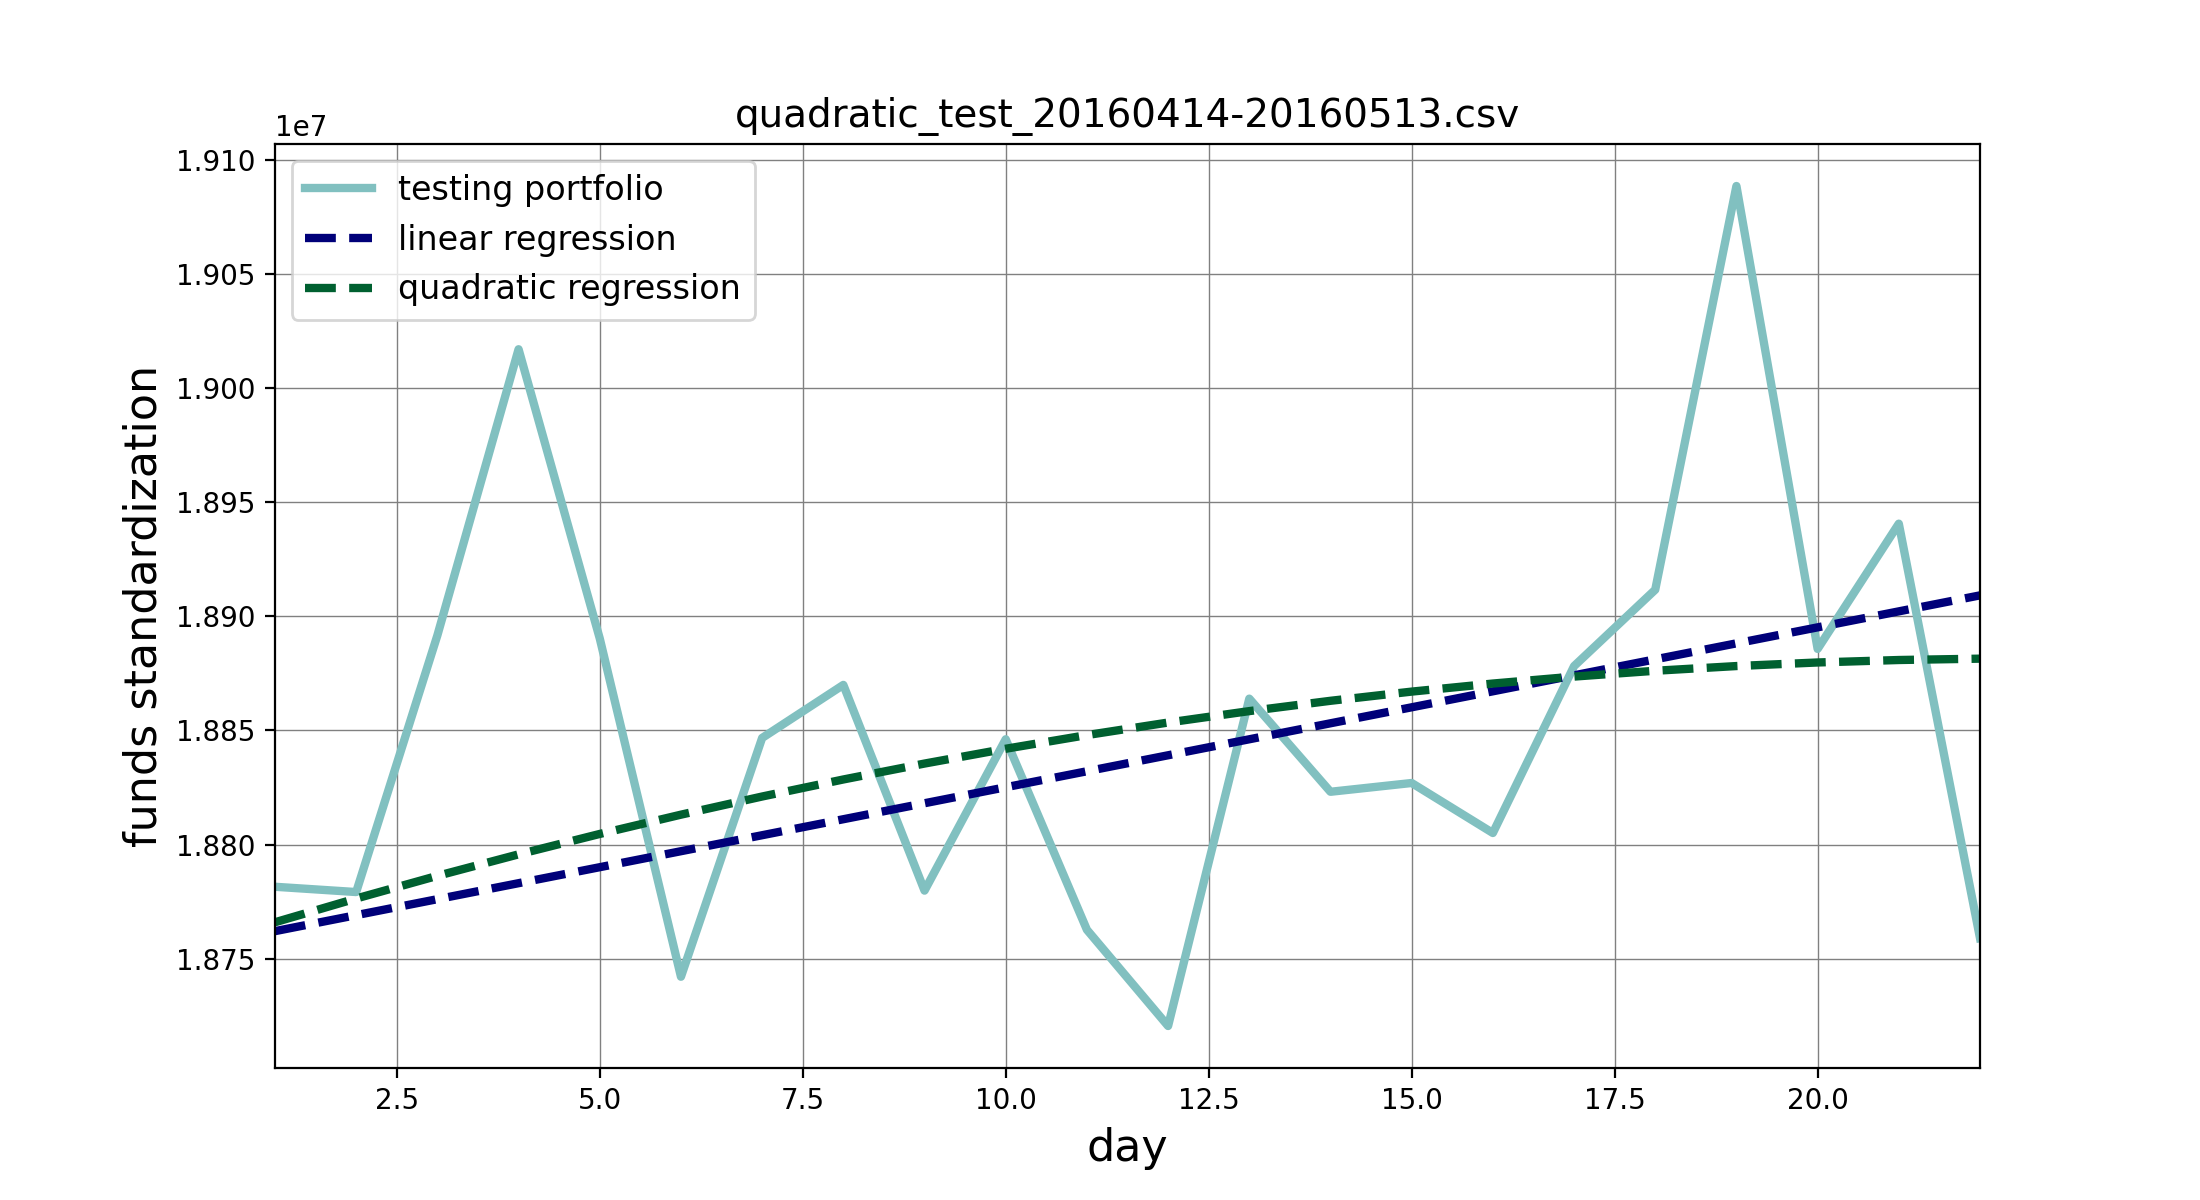 quadratic_test_20160414-20160513.csv
1e7
1.910
1.905
1.900
1.895
1.890
1.885
1.880
1.875
funds standardization
testing portfolio
linear regression
quadratic regression
2.5 5.0 7.5 10.0 12.5 15.0 17.5 20.0
day